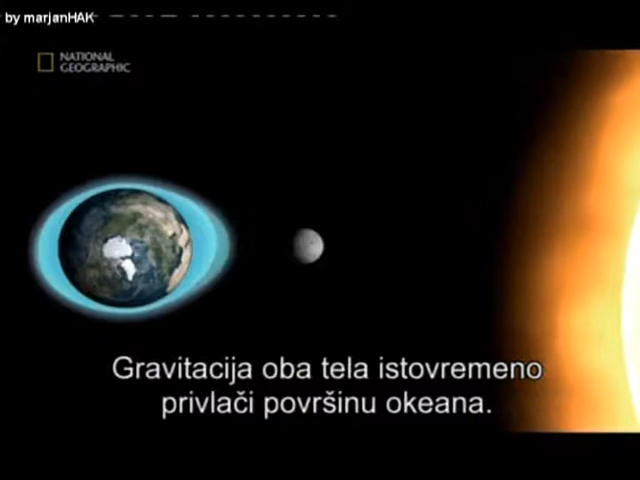 by marjanHAK
NATIONAL
GEOGRAPHIC
Gravitacija oba tela istovremeno
privlači površinu okeana.